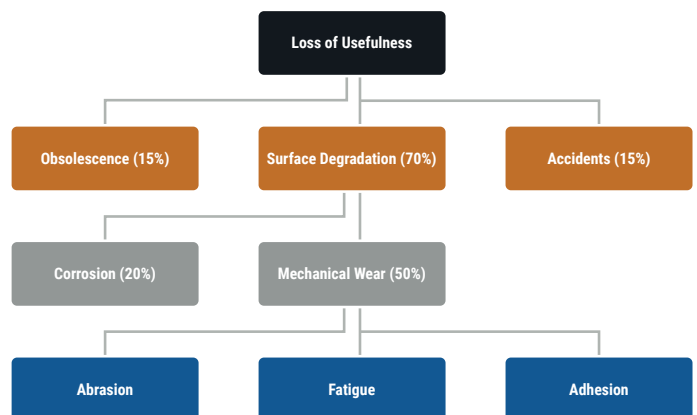 Loss of Usefulness
Obsolescence (15%)
Surface Degradation (70%)
Accidents (15%)
Corrosion (20%)
Mechanical Wear (50%)
Abrasion
Fatigue
Adhesion